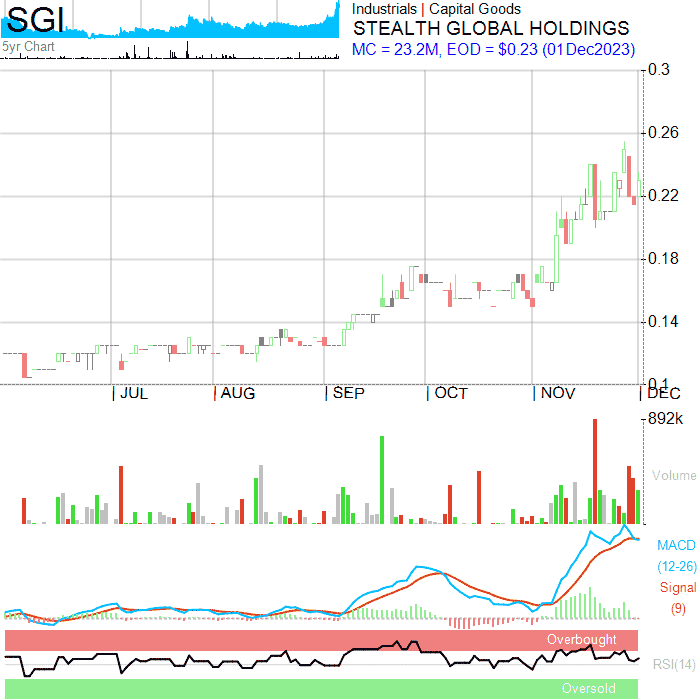 SGI
5yr Chart
Industrials | Capital Goods
STEALTH GLOBAL HOLDINGS
MC = 23.2M, EOD = $0.23 (01Dec2023)
0.3
0.26
0.22
0.18
0.14
0.1
JUL AUG SEP OCT NOV DEC
892k
Volume
MACD
(12-26)
Signal
(9)
Overbought
RSI(14)
Oversold